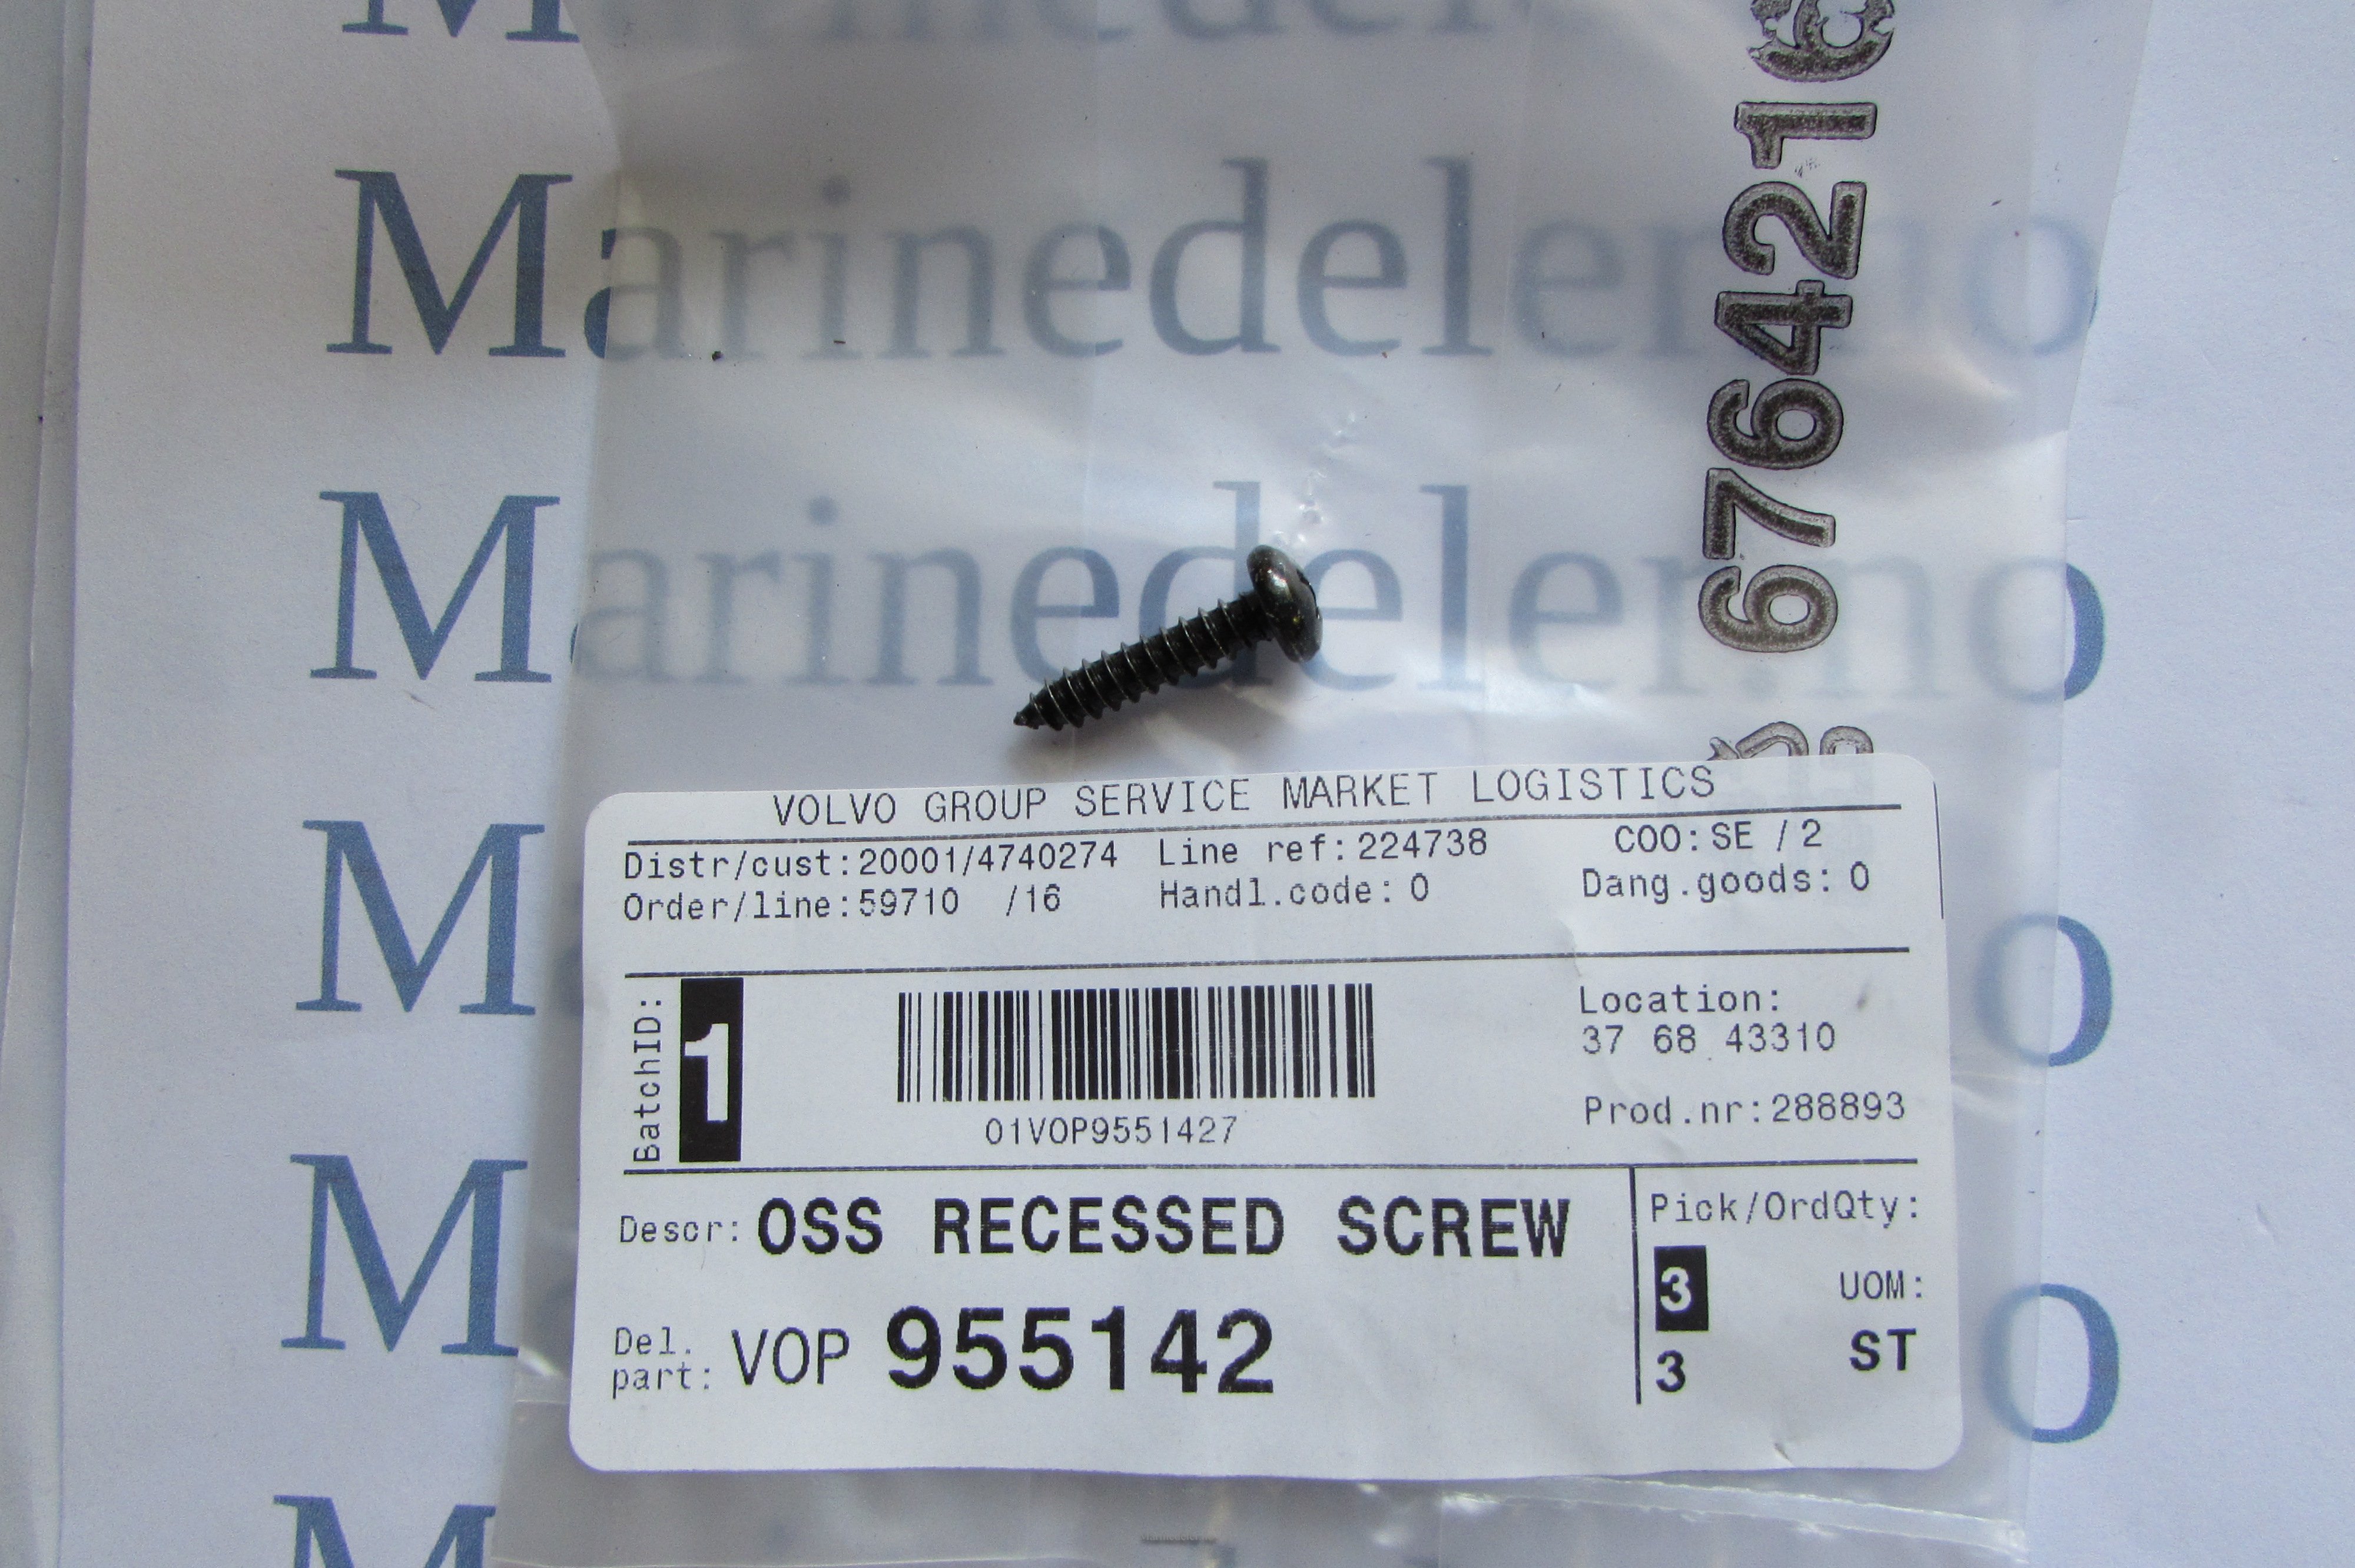 Marinedeler.no
Marinedeler.no
6764216
VOLVO GROUP SERVICE MARKET LOGISTICS
Distr/cust:20001/4740274 Line ref:224738 COO:SE / 2
Order/line:59710 /16 Handl.code: 0 Dang.goods: 0
BatchID: 1
01VOP9551427
Location:
37 68 43310
Prod.nr:288893
Descr: OSS RECESSED SCREW
Del. part: VOP 955142
Pick/OrdQty:
3
UOM:
3
ST